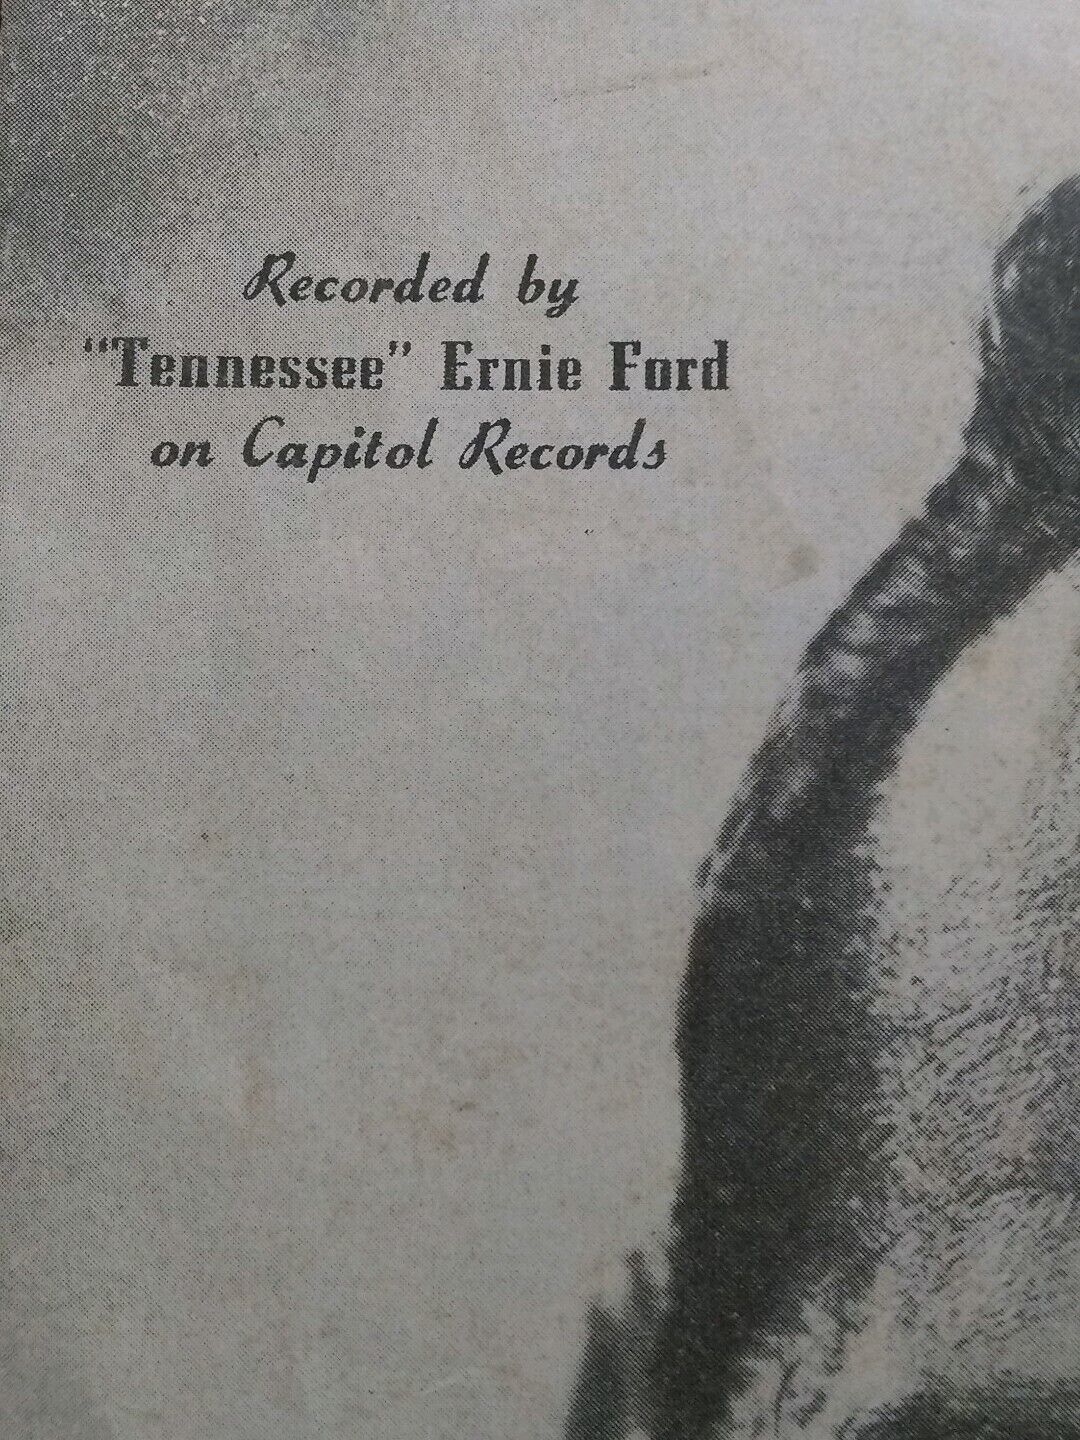 Recorded by
"Tennessee" Ernie Ford
on Capitol Records